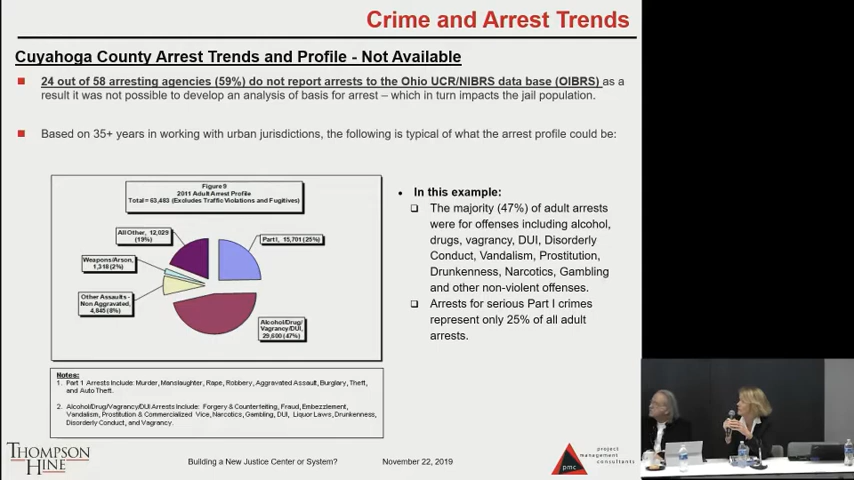 Crime and Arrest Trends
Cuyahoga County Arrest Trends and Profile - Not Available
24 out of 58 arresting agencies (59%) do not report arrests to the Ohio UCR/NIBRS data base (OIBRS) as a
result it was not possible to develop an analysis of basis for arrest – which in turn impacts the jail population.
Based on 35+ years in working with urban jurisdictions, the following is typical of what the arrest profile could be:
Figure 9
2011 Adult Arrest Profile
Total = 63,483 (Excludes Traffic Violations and Fugitives)
All Other, 12,029
(19%)
Part I, 15,701 (25%)
Weapons/Arson,
1,318 (2%)
Other Assaults -
Non Aggravated,
4,845 (8%)
Alcohol/Drug/
Vagrancy/DUI,
29,600 (47%)
Notes:
1. Part 1 Arrests Include: Murder, Manslaughter, Rape, Robbery, Aggravated Assault, Burglary, Theft,
and Auto Theft.
2. Alcohol/Drug/Vagrancy/DUI Arrests Include: Forgery & Counterfeiting, Fraud, Embezzlement,
Vandalism, Prostitution & Commercialized Vice, Narcotics, Gambling, DUI, Liquor Laws, Drunkenness,
Disorderly Conduct, and Vagrancy.
In this example:
The majority (47%) of adult arrests
were for offenses including alcohol,
drugs, vagrancy, DUI, Disorderly
Conduct, Vandalism, Prostitution,
Drunkenness, Narcotics, Gambling
and other non-violent offenses.
Arrests for serious Part I crimes
represent only 25% of all adult
arrests.
THOMPSON
HINE
Building a New Justice Center or System?
November 22, 2019
pmc
project
management
consultants